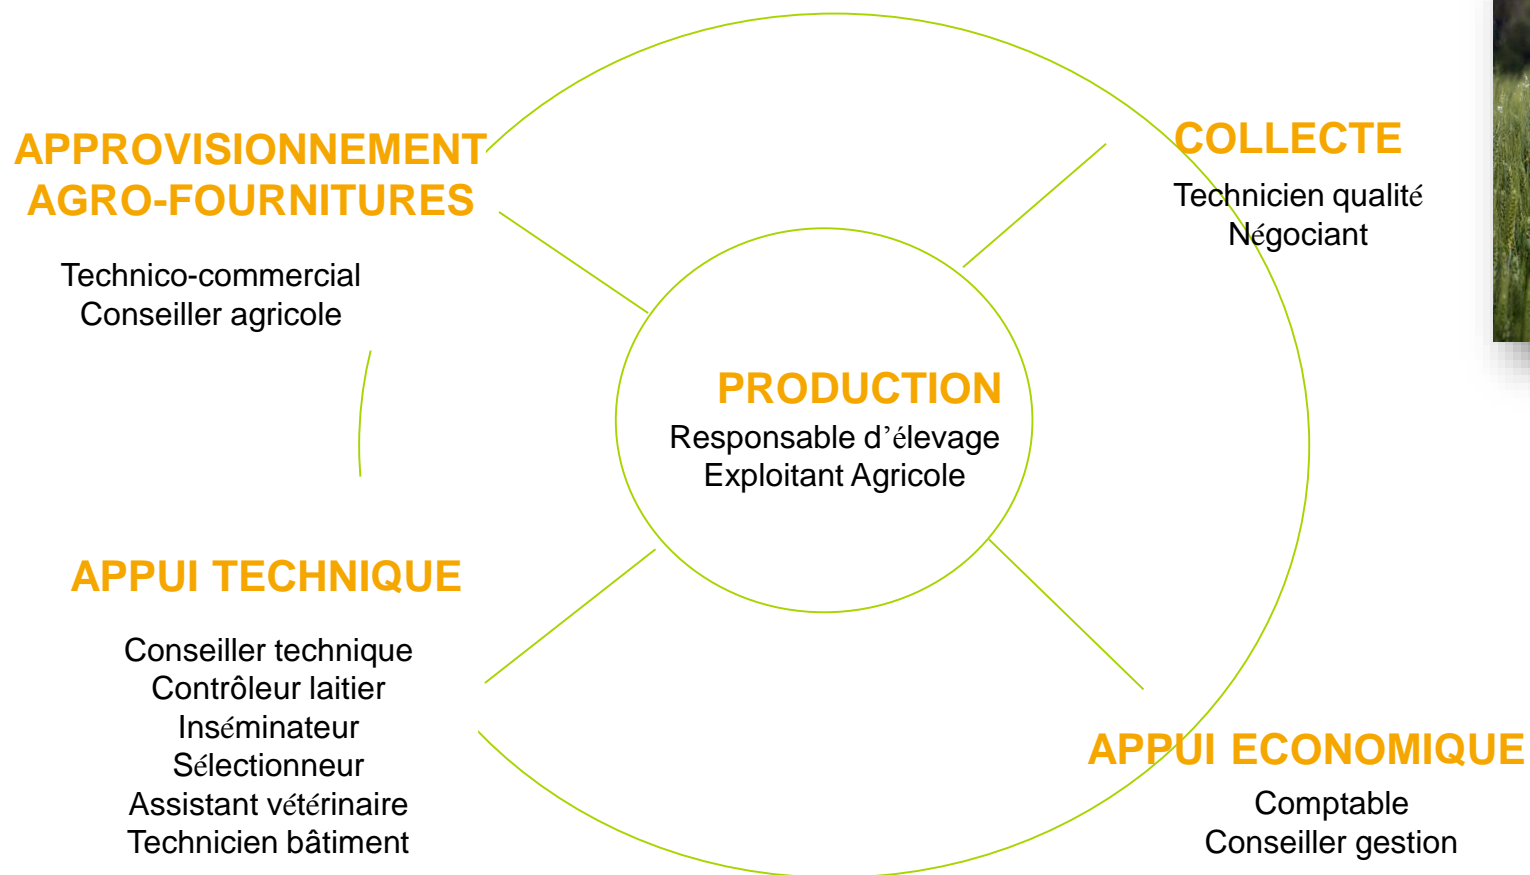 APPROVISIONNEMENT
AGRO-FOURNITURES
Technico-commercial
Conseiller agricole
COLLECTE
Technicien qualité
Négociant
PRODUCTION
Responsable d’élevage
Exploitant Agricole
APPUI TECHNIQUE
Conseiller technique
Contrôleur laitier
Inséminateur
Sélectionneur
Assistant vétérinaire
Technicien bâtiment
APPUI ECONOMIQUE
Comptable
Conseiller gestion